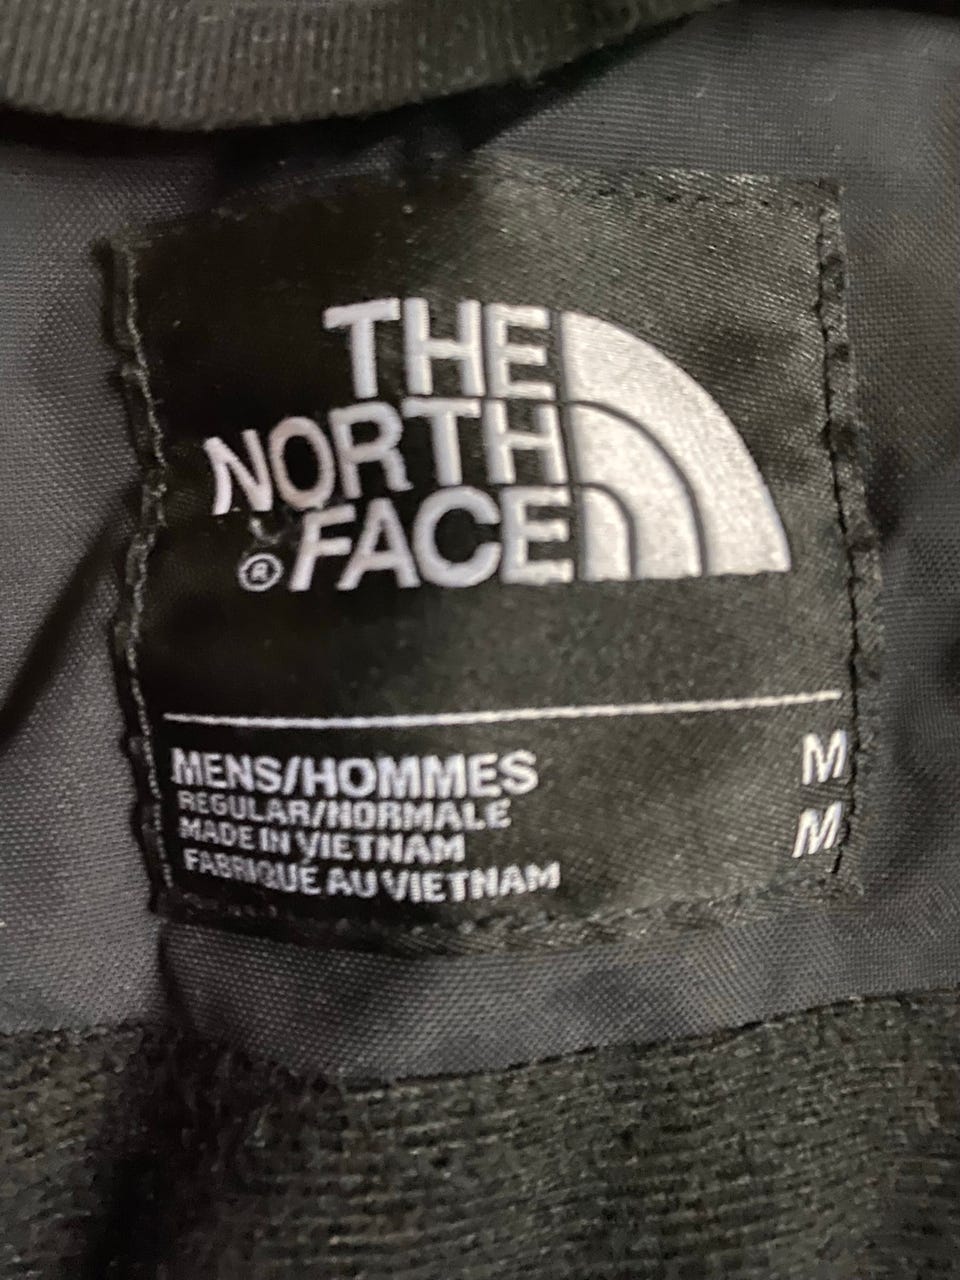 THE
NORTH
® FACE
MENS/HOMMES M
REGULAR/NORMALE
MADE IN VIETNAM M
FABRIQUÉ AU VIETNAM